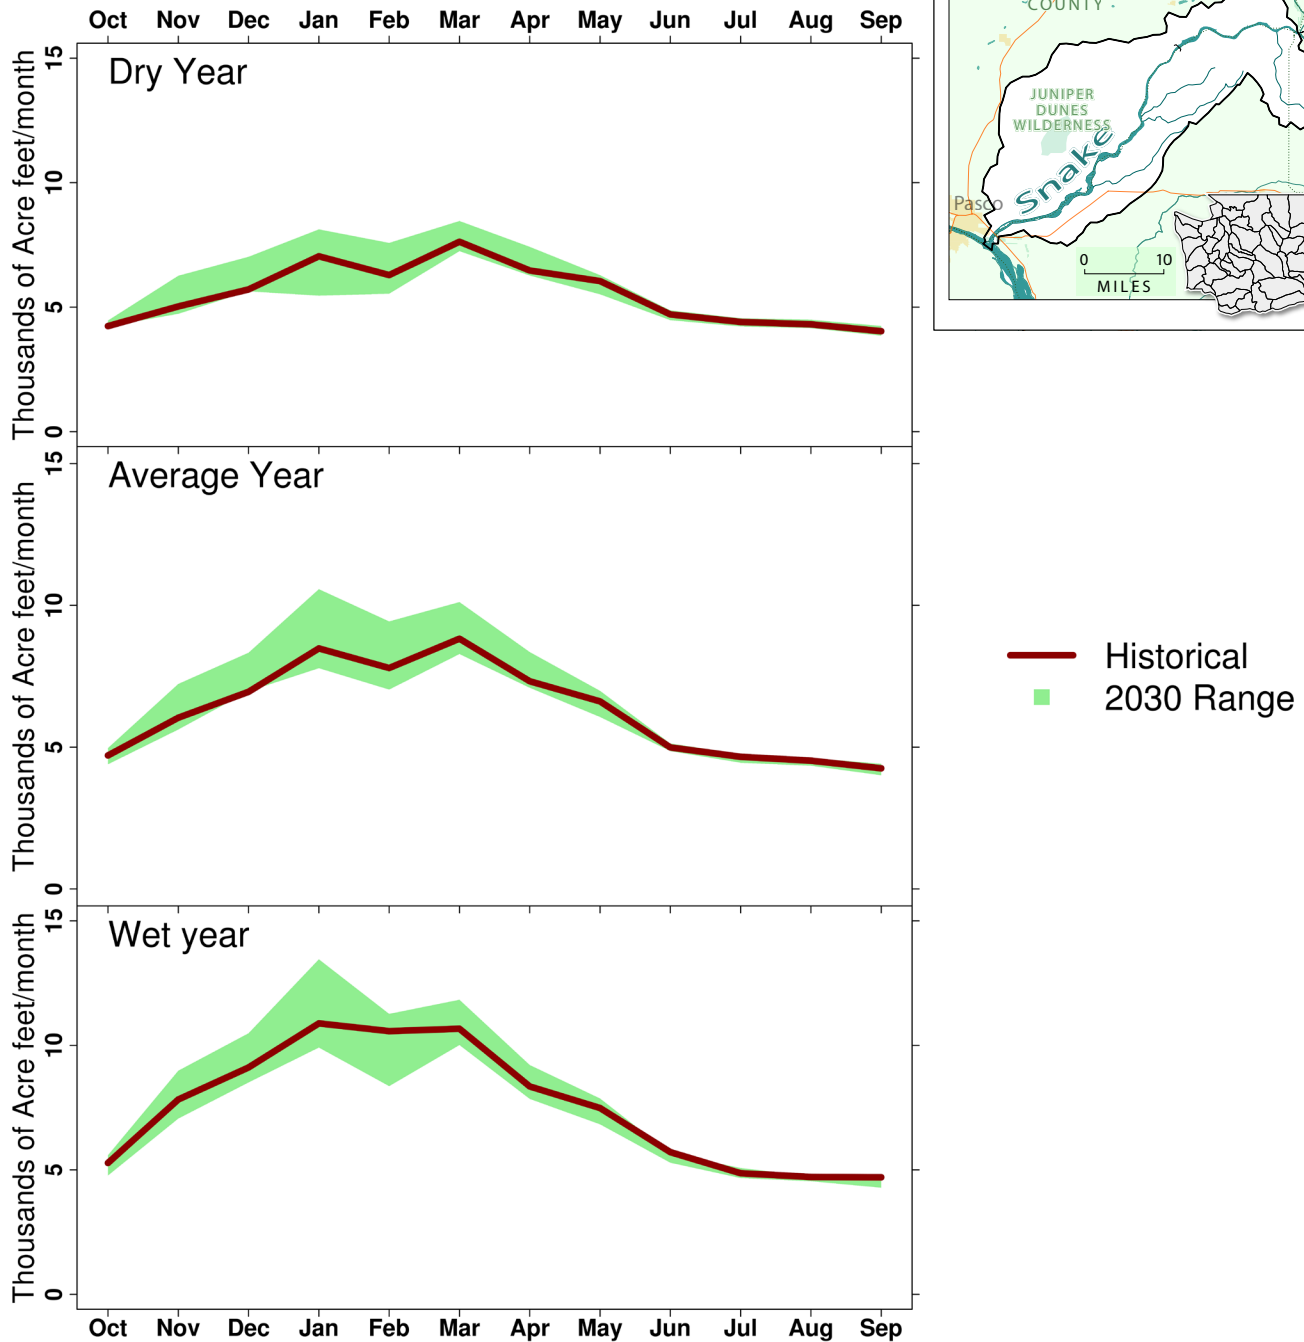 Oct Nov Dec Jan Feb Mar Apr May Jun Jul Aug Sep
Thousands of Acre feet/month
15
10
5
0
Dry Year
Thousands of Acre feet/month
15
10
5
0
Average Year
Thousands of Acre feet/month
15
10
5
0
Wet year
Oct Nov Dec Jan Feb Mar Apr May Jun Jul Aug Sep
COUNTY
JUNIPER
DUNES
WILDERNESS
Snake
Pasco
0 10
MILES
Historical
2030 Range